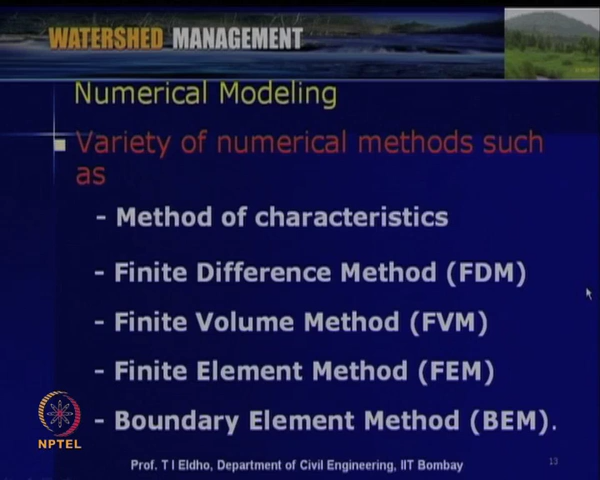 WATERSHED MANAGEMENT
Numerical Modeling
Variety of numerical methods such
as
- Method of characteristics
- Finite Difference Method (FDM)
- Finite Volume Method (FVM)
- Finite Element Method (FEM)
- Boundary Element Method (BEM).
NPTEL
Prof. T I Eldho, Department of Civil Engineering, IIT Bombay
13